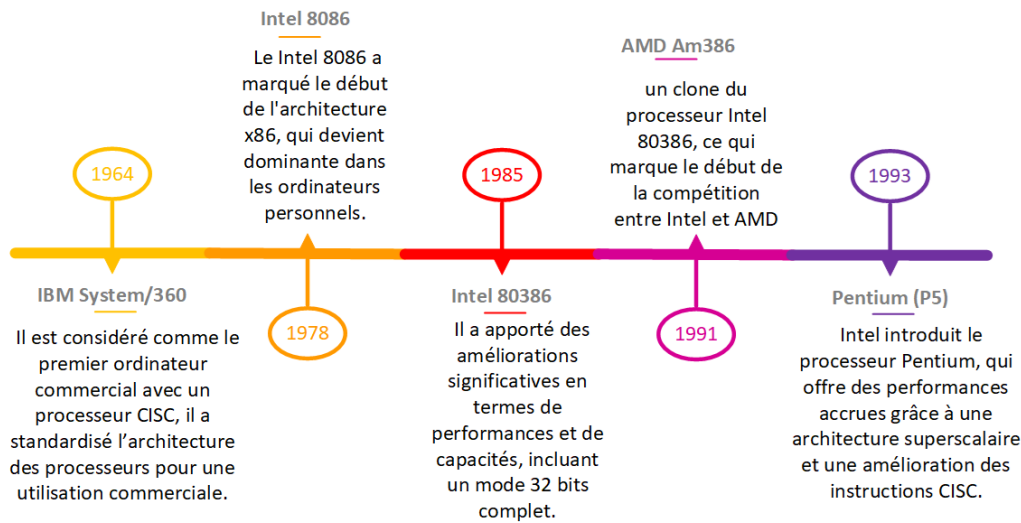 1964
IBM System/360
Il est considéré comme le
premier ordinateur
commercial avec un
processeur CISC, il a
standardisé l’architecture
des processeurs pour une
utilisation commerciale.
Intel 8086
Le Intel 8086 a
marqué le début
de l'architecture
x86, qui devient
dominante dans
les ordinateurs
personnels.
1978
1985
Intel 80386
Il a apporté des
améliorations
significatives en
termes de
performances et de
capacités, incluant
un mode 32 bits
complet.
AMD Am386
un clone du
processeur Intel
80386, ce qui
marque le début de
la compétition
entre Intel et AMD
1991
1993
Pentium (P5)
Intel introduit le
processeur Pentium, qui
offre des performances
accrues grâce à une
architecture superscalaire
et une amélioration des
instructions CISC.